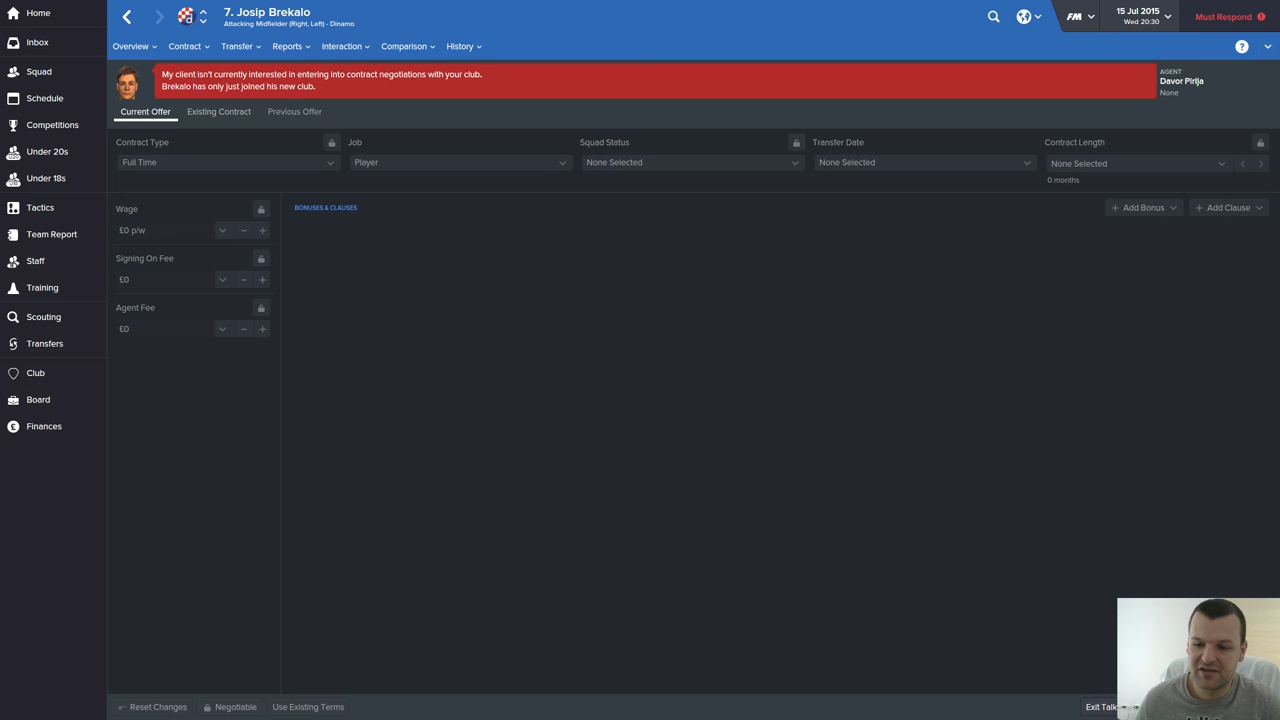 Home
Inbox
Squad
Schedule
Competitions
Under 20s
Under 18s
Tactics
Team Report
Staff
Training
Scouting
Transfers
Club
Board
Finances
7. Josip Brekalo
Attacking Midfielder (Right, Left) - Dinamo
FM
15 Jul 2015
Wed 20:30
Must Respond
Overview
Contract
Transfer
Reports
Interaction
Comparison
History
?
My client isn't currently interested in entering into contract negotiations with your club.
Brekalo has only just joined his new club.
AGENT
Davor Pirija
None
Current Offer
Existing Contract
Previous Offer
Contract Type
Full Time
Job
Player
Squad Status
None Selected
Transfer Date
None Selected
Contract Length
None Selected
0 months
Wage
£0 p/w
Signing On Fee
£0
Agent Fee
£0
BONUSES & CLAUSES
Add Bonus
Add Clause
Reset Changes
Negotiable
Use Existing Terms
Exit Talk